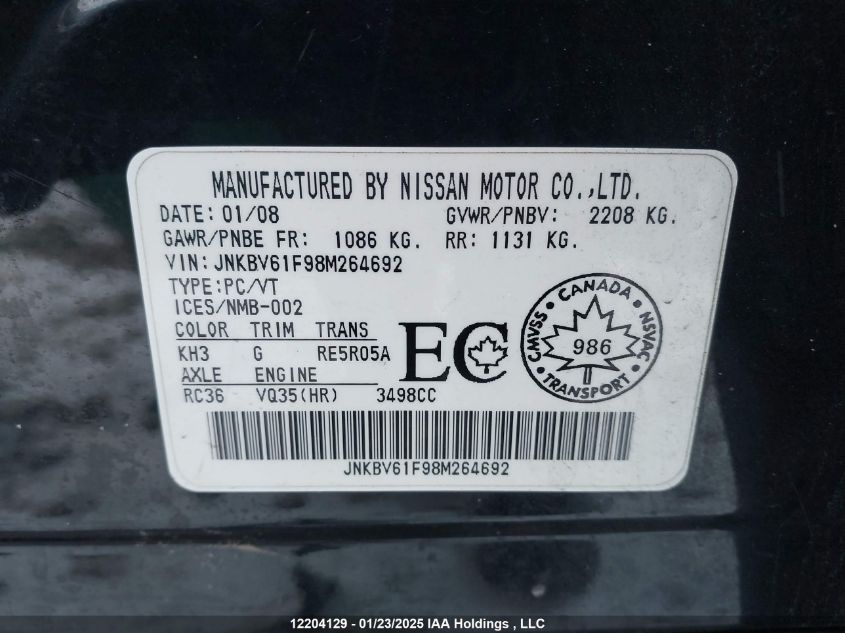 MANUFACTURED BY NISSAN MOTOR CO.,LTD.
DATE: 01/08 GVWR/PNBV: 2208 KG.
GAWR/PNBE FR: 1086 KG. RR: 1131 KG.
VIN: JNKBV61F98M264692
TYPE:PC/VT
ICES/NMB-002
COLOR TRIM TRANS
KH3 G RE5R05A
AXLE ENGINE
RC36 VQ35(HR) 3498CC
EC
CANADA
CMVSS 986 NSVAC
TRANSPORT
JNKBV61F98M264692
12204129 - 01/23/2025 IAA Holdings , LLC